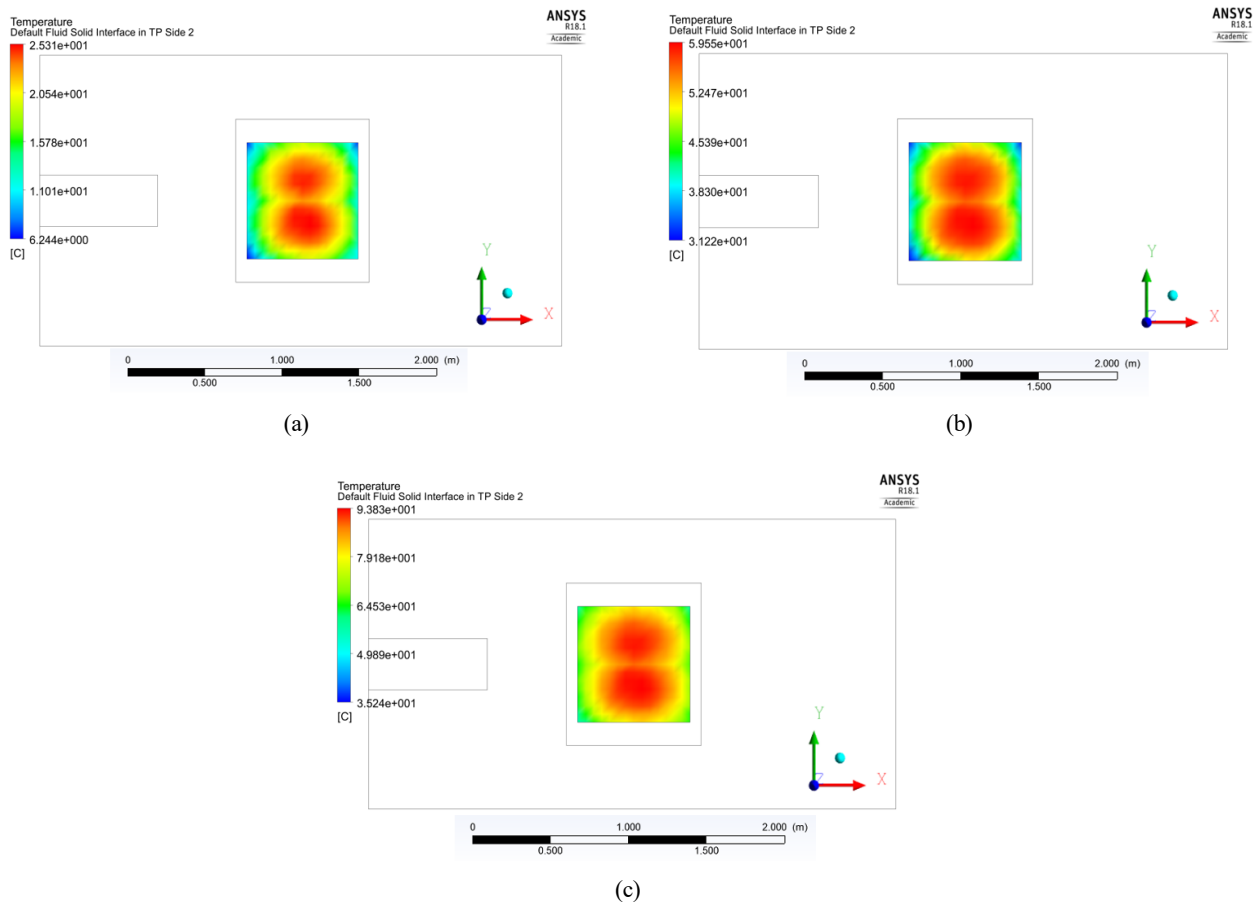 Temperature
Default Fluid Solid Interface in TP Side 2
2.531e+001
2.054e+001
1.578e+001
1.101e+001
6.244e+000
[C]
ANSYS
R18.1
Academic
Y
Z
X
0 1.000 2.000 (m)
0.500 1.500
(a)
Temperature
Default Fluid Solid Interface in TP Side 2
5.955e+001
5.247e+001
4.539e+001
3.830e+001
3.122e+001
[C]
ANSYS
R18.1
Academic
Y
Z
X
0 1.000 2.000 (m)
0.500 1.500
(b)
Temperature
Default Fluid Solid Interface in TP Side 2
9.383e+001
7.918e+001
6.453e+001
4.989e+001
3.524e+001
[C]
ANSYS
R18.1
Academic
Y
Z
X
0 1.000 2.000 (m)
0.500 1.500
(c)